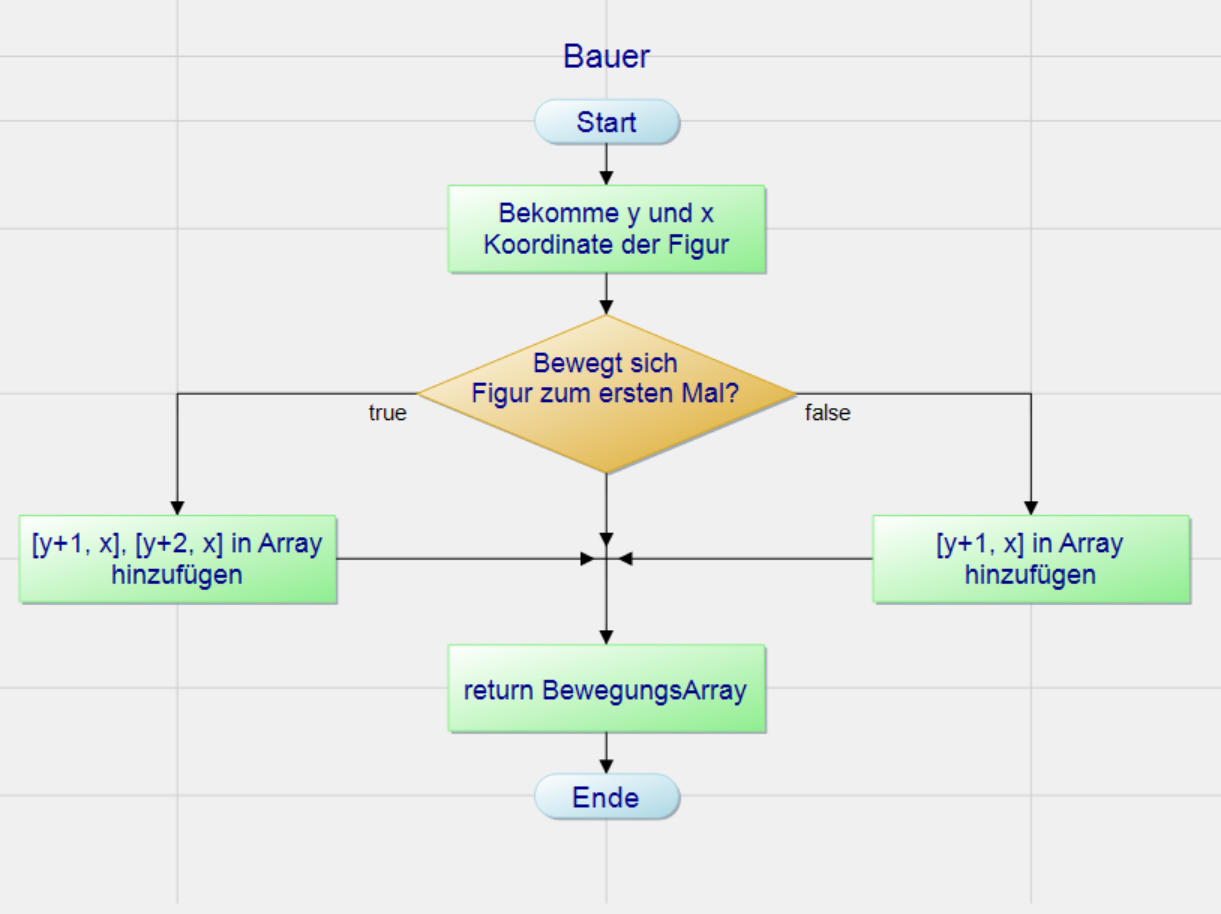 Bauer
Start
Bekomme y und x
Koordinate der Figur
Bewegt sich
Figur zum ersten Mal?
true
false
[y+1, x], [y+2, x] in Array
hinzufügen
[y+1, x] in Array
hinzufügen
return BewegungsArray
Ende